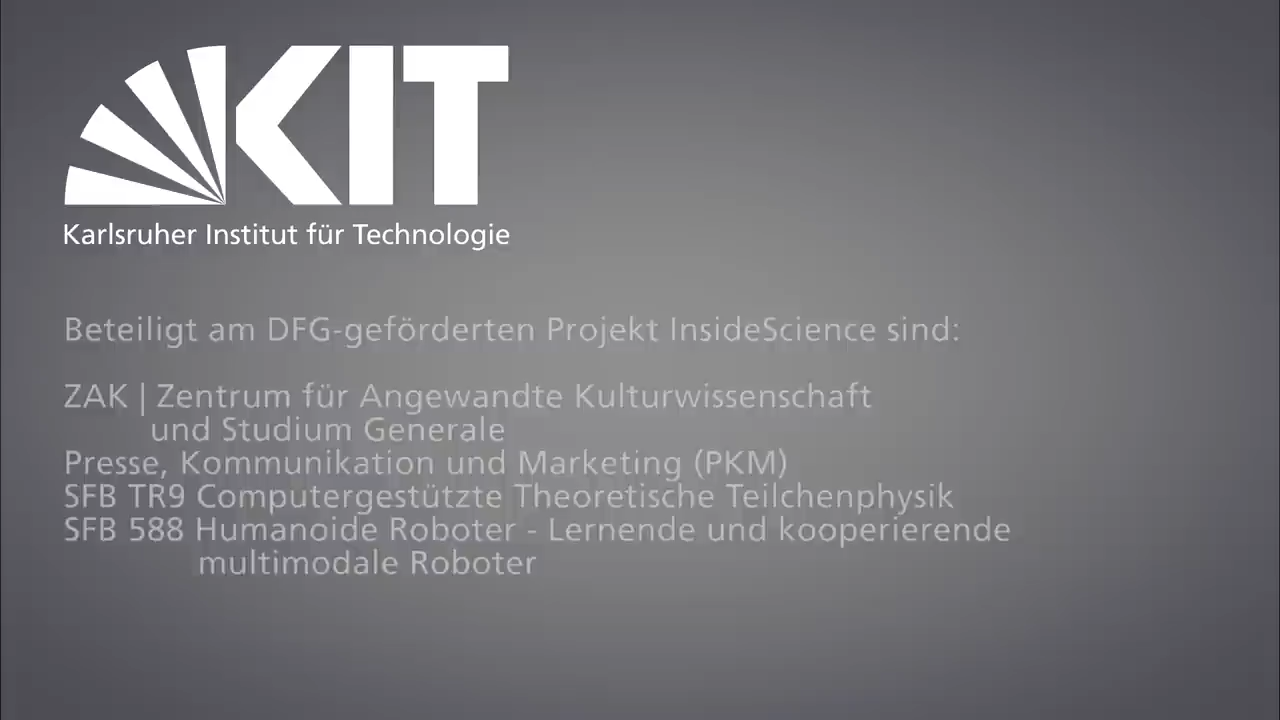 KIT
Karlsruher Institut für Technologie
Beteiligt am DFG-geförderten Projekt InsideScience sind:
ZAK | Zentrum für Angewandte Kulturwissenschaft
und Studium Generale
Presse, Kommunikation und Marketing (PKM)
SFB TR9 Computergestützte Theoretische Teilchenphysik
SFB 588 Humanoide Roboter - Lernende und kooperierende
multimodale Roboter